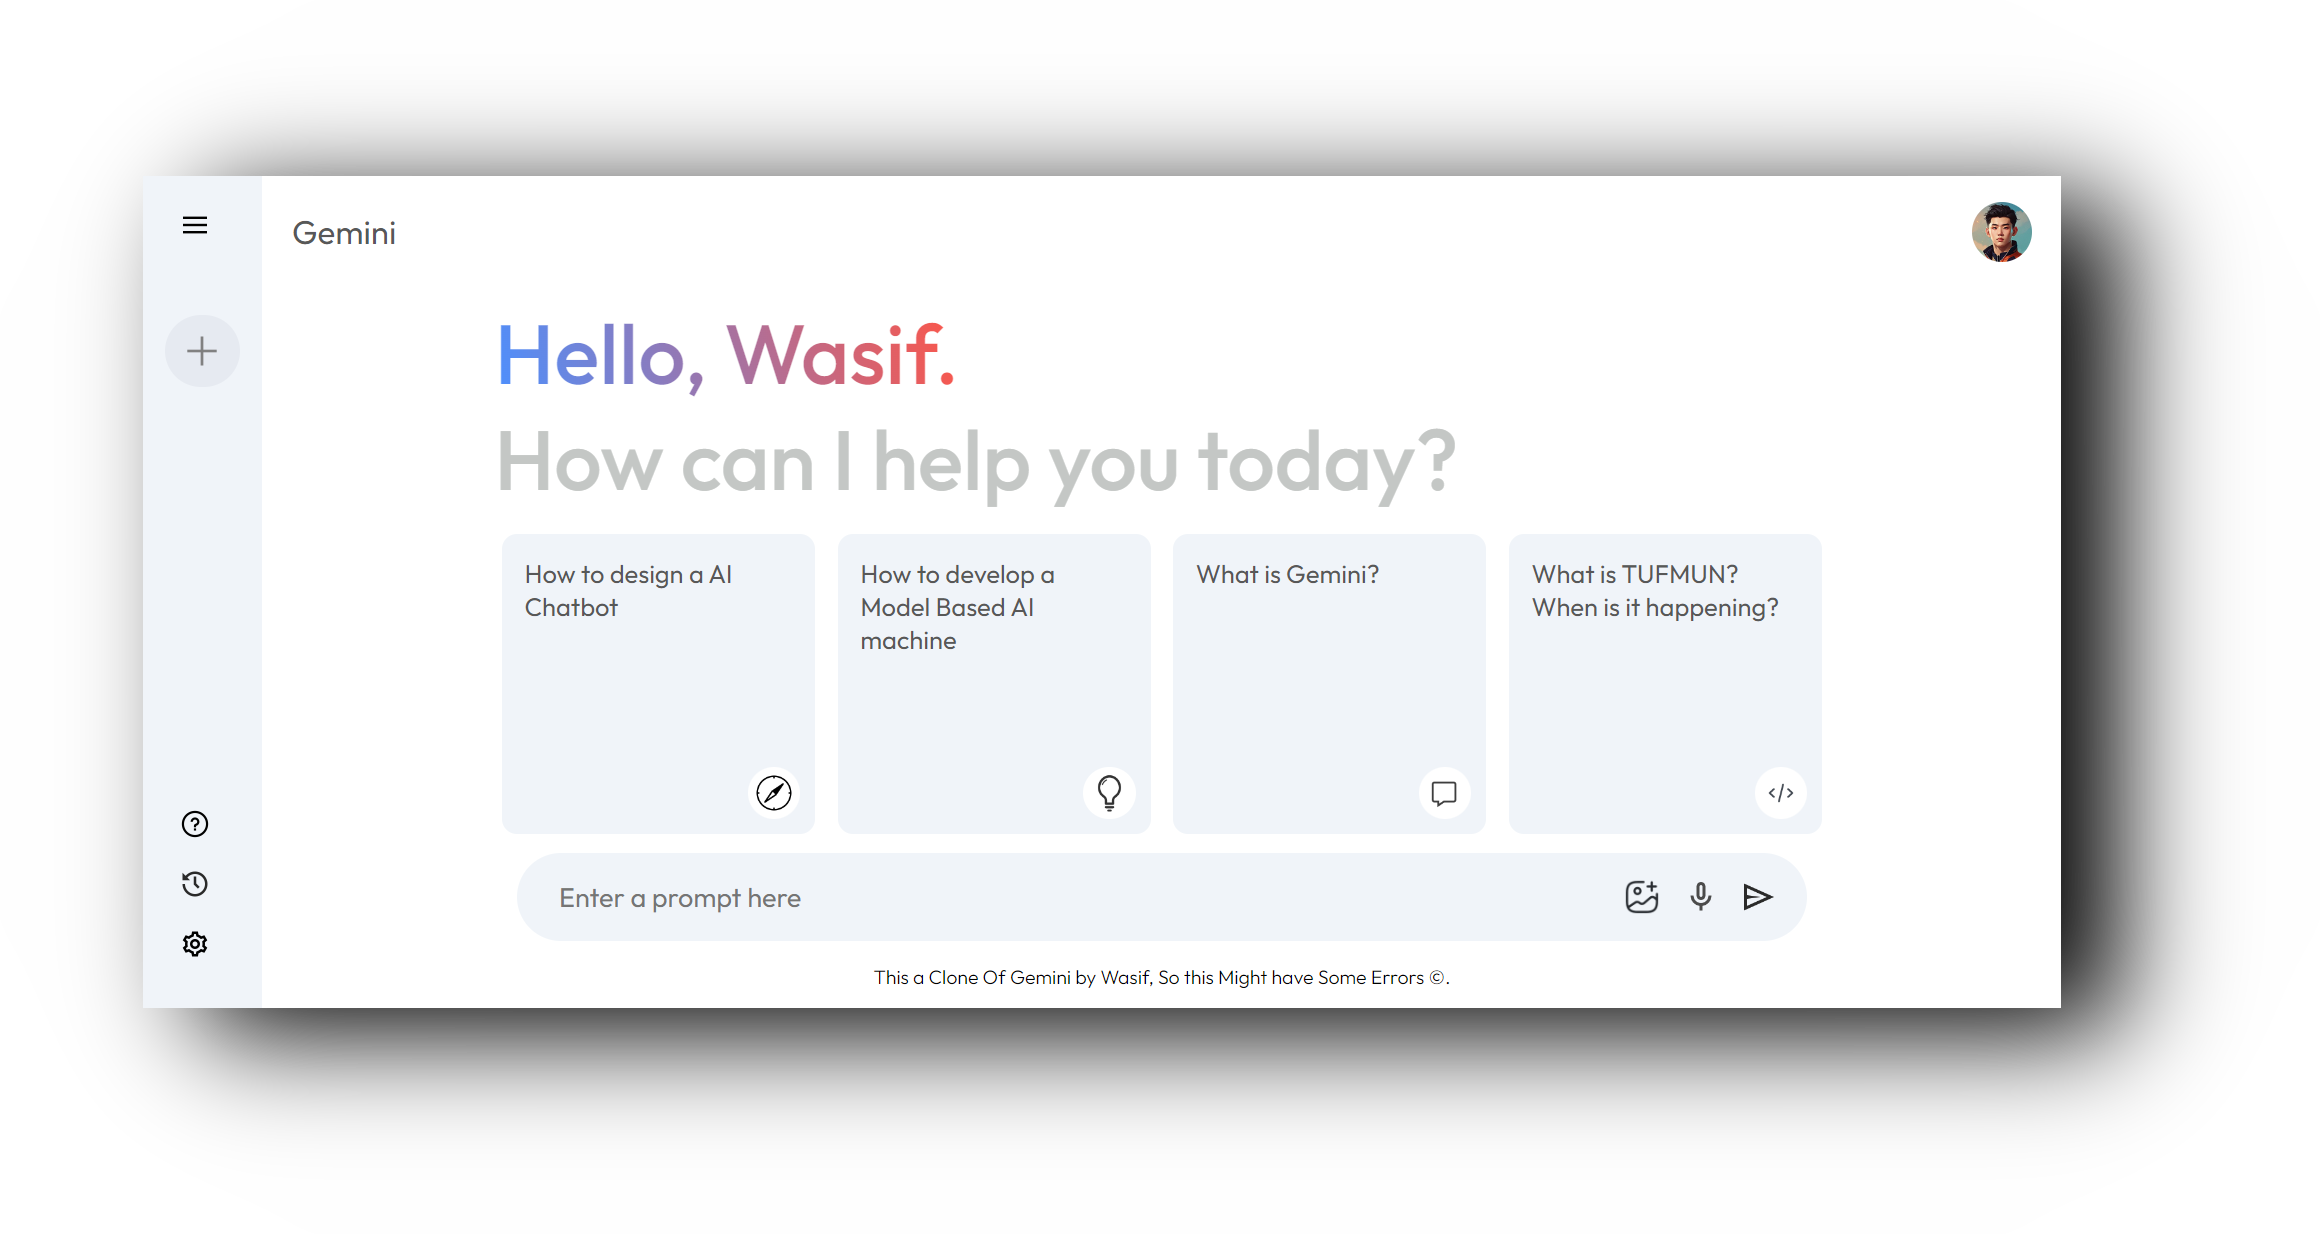 Gemini
Hello, Wasif.
How can I help you today?
How to design a AI
Chatbot
How to develop a
Model Based AI
machine
What is Gemini?
What is TUFMUN?
When is it happening?
Enter a prompt here
This a Clone Of Gemini by Wasif, So this Might have Some Errors ©.